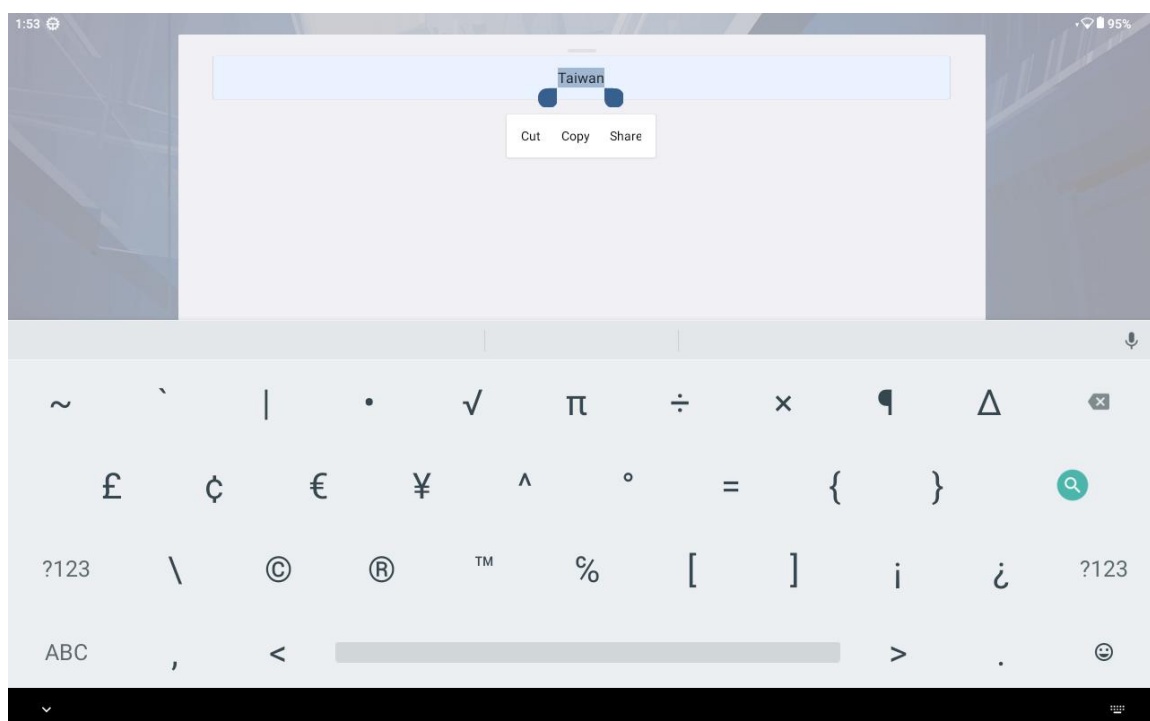 1:53 95%
Taiwan
Cut Copy Share
~ ` | • √ π ÷ × ¶ Δ
£ ¢ € ¥ ^ ° = { }
?123 \ © ® ™ ℅ [ ] ¡ ¿ ?123
ABC , < > .